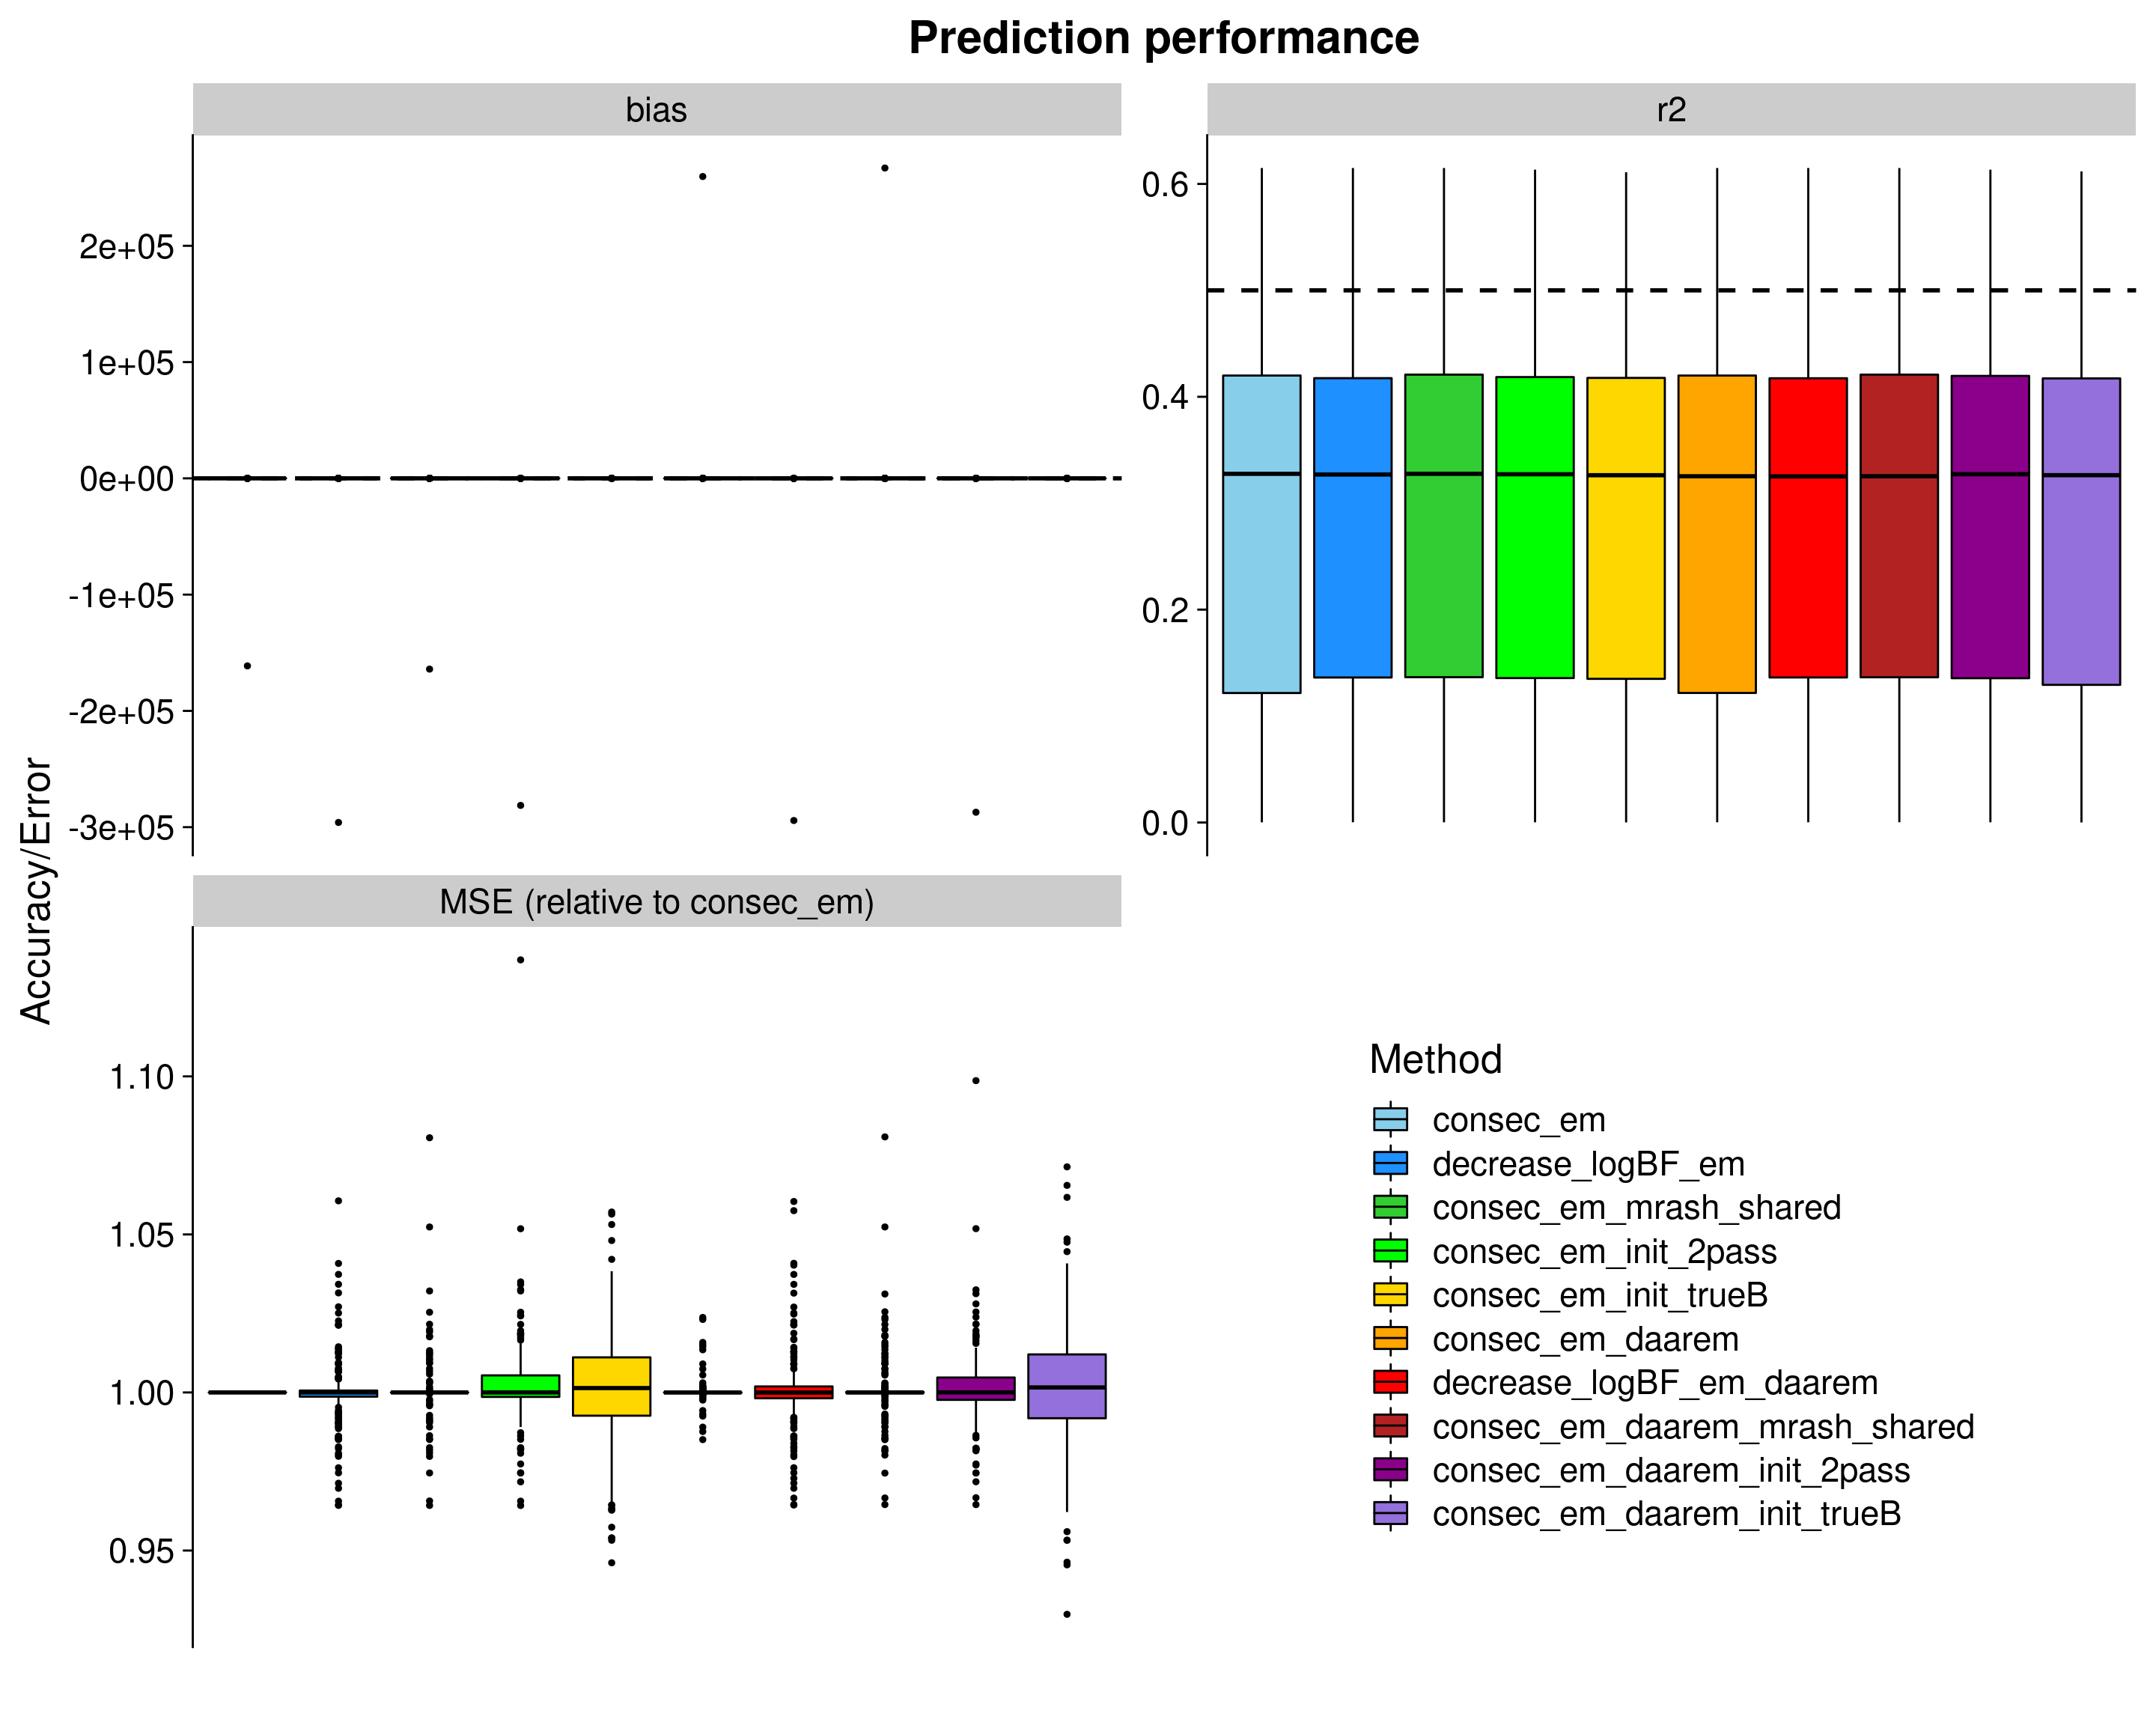 Prediction performance
bias
r2
2e+05
1e+05
0e+00
-1e+05
-2e+05
-3e+05
0.6
0.4
0.2
0.0
Accuracy/Error
MSE (relative to consec_em)
1.10
1.05
1.00
0.95
Method
consec_em
decrease_logBF_em
consec_em_mrash_shared
consec_em_init_2pass
consec_em_init_trueB
consec_em_daarem
decrease_logBF_em_daarem
consec_em_daarem_mrash_shared
consec_em_daarem_init_2pass
consec_em_daarem_init_trueB